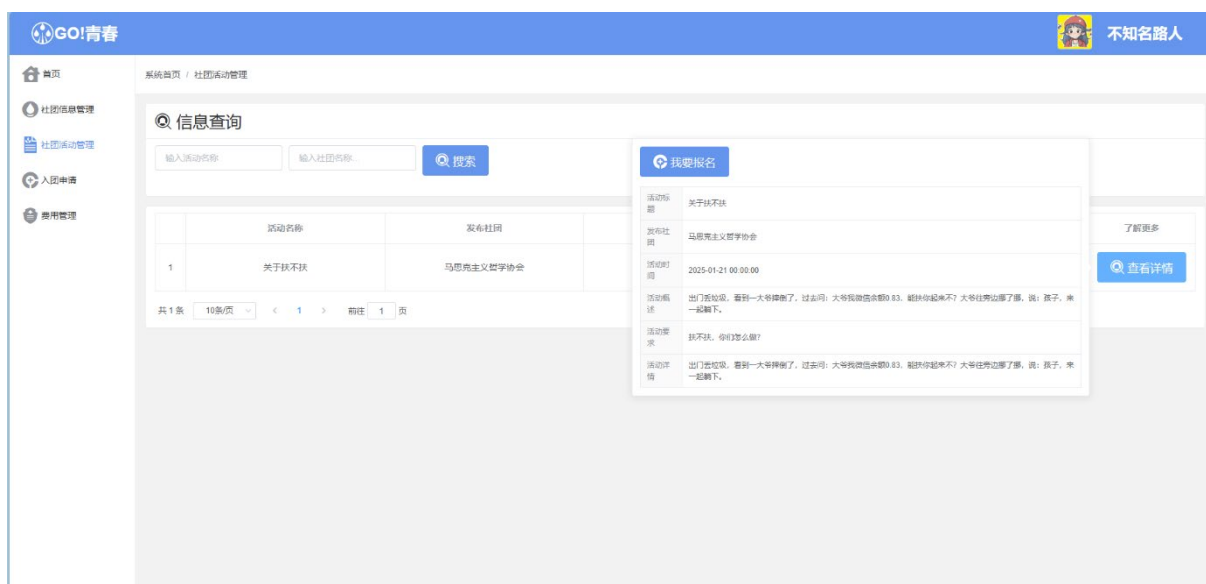 GO!青春
不知名路人
首页
系统首页 / 社团活动管理
社团信息管理
信息查询
社团活动管理
输入活动名称
输入社团名称..
搜索
我要报名
入团申请
费用管理
活动标
题
关于扶不扶
发布社
团
马思克主义哲学协会
活动时
间
2025-01-21 00:00:00
活动概
述
出门丢垃圾，看到一大爷摔倒了，过去问：大爷我微信余额0.83，能扶你起来不？大爷往旁边挪了挪，说：孩子，来
一起躺下。
活动要
求
扶不扶，你们怎么做？
活动详
情
出门丢垃圾，看到一大爷摔倒了，过去问：大爷我微信余额0.83，能扶你起来不？大爷往旁边挪了挪，说：孩子，来
一起躺下。
活动名称
发布社团
了解更多
1
关于扶不扶
马思克主义哲学协会
查看详情
共 1 条
10条/页
1
前往 1 页